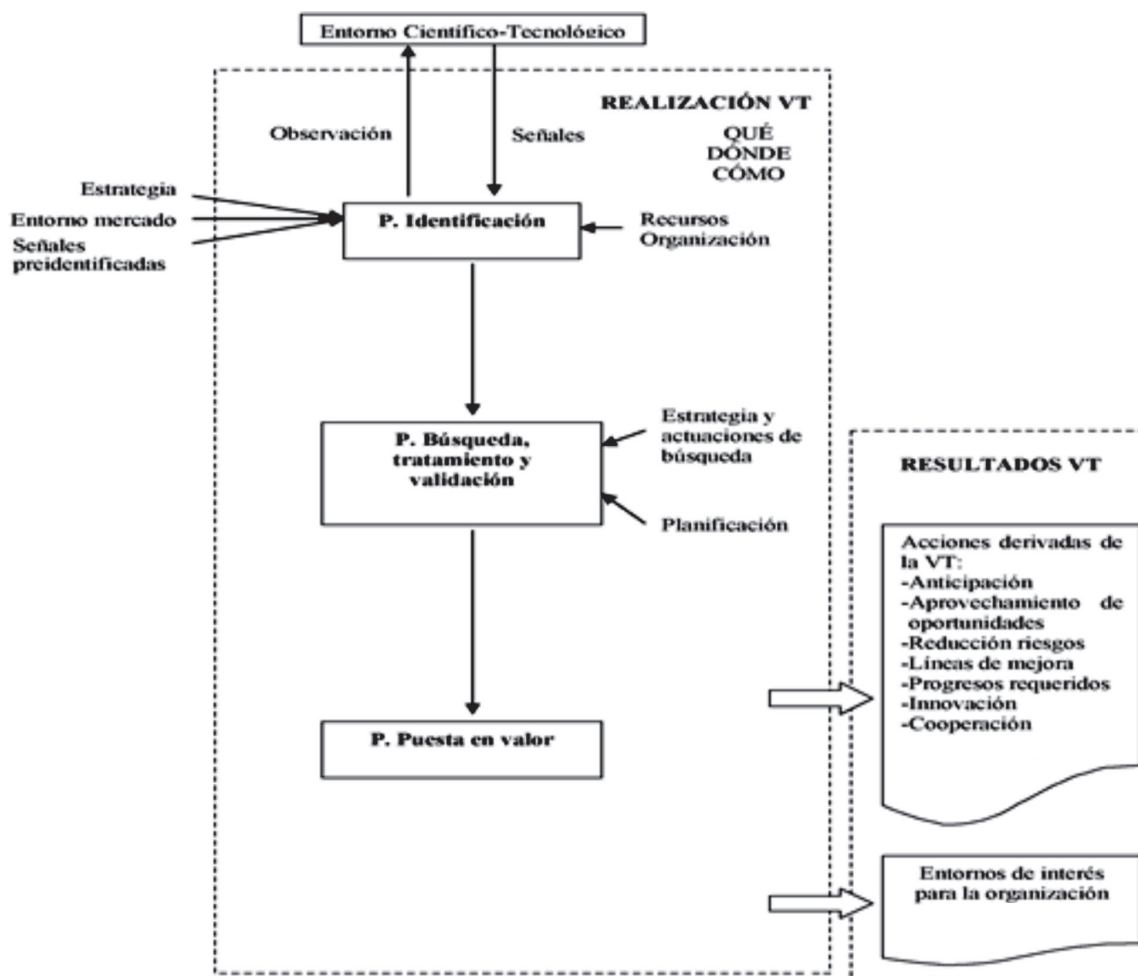 Entorno Científico-Tecnológico
REALIZACIÓN VT
QUÉ
DÓNDE
CÓMO
Observación
Señales
Estrategia
Entorno mercado
Señales
preidentificadas
P. Identificación
Recursos
Organización
P. Búsqueda,
tratamiento y
validación
Estrategia y
actuaciones de
búsqueda
Planificación
P. Puesta en valor
RESULTADOS VT
Acciones derivadas de
la VT:
-Anticipación
-Aprovechamiento de
oportunidades
-Reducción riesgos
-Líneas de mejora
-Progresos requeridos
-Innovación
-Cooperación
Entornos de interés
para la organización